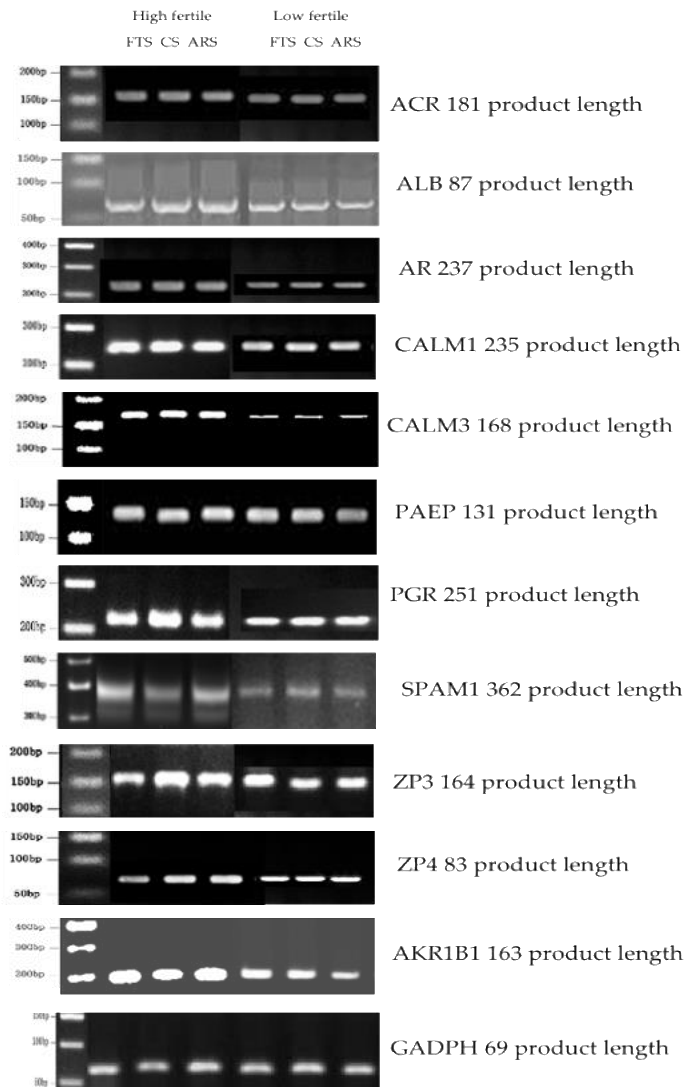 High fertile Low fertile
FTS CS ARS FTS CS ARS
200bp
150bp
100bp
ACR 181 product length
150bp
100bp
50bp
ALB 87 product length
400bp
300bp
200bp
AR 237 product length
300bp
CALM1 235 product length
200bp
150bp
100bp
CALM3 168 product length
150bp
100bp
PAEP 131 product length
300bp
200bp
PGR 251 product length
500bp
400bp
300bp
SPAM1 362 product length
200bp
150bp
100bp
ZP3 164 product length
150bp
100bp
50bp
ZP4 83 product length
400bp
300bp
200bp
AKR1B1 163 product length
100bp
50bp
GADPH 69 product length